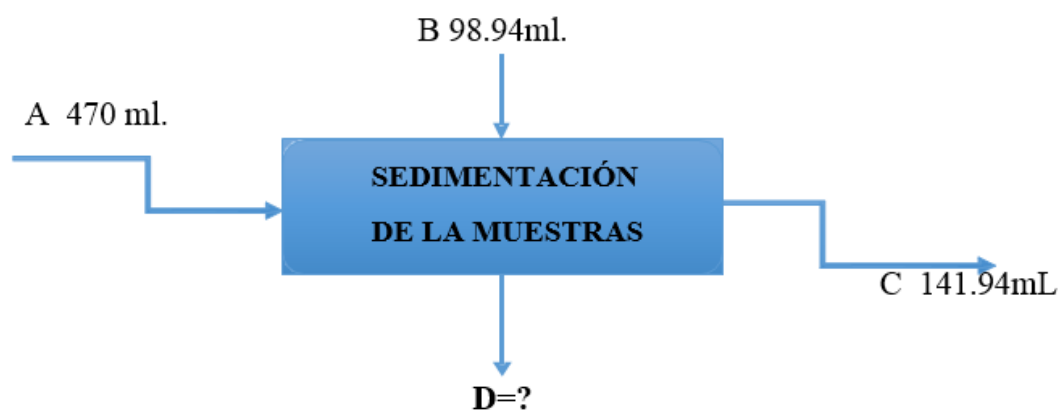 B 98.94ml.
A 470 ml.
SEDIMENTACIÓN
DE LA MUESTRAS
C 141.94mL
D=?